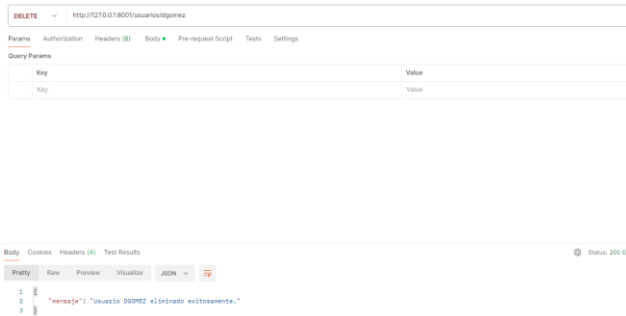 DELETE http://127.0.0.1:8001/usuarios/dgomez
Params Authorization Headers (8) Body Pre-request Script Tests Settings
Query Params
Key Value
Key Value
Body Cookies Headers (4) Test Results Status: 200 O
Pretty Raw Preview Visualize JSON
1 {
2 "mensaje": "Usuario DGOMEZ eliminado exitosamente."
3 }